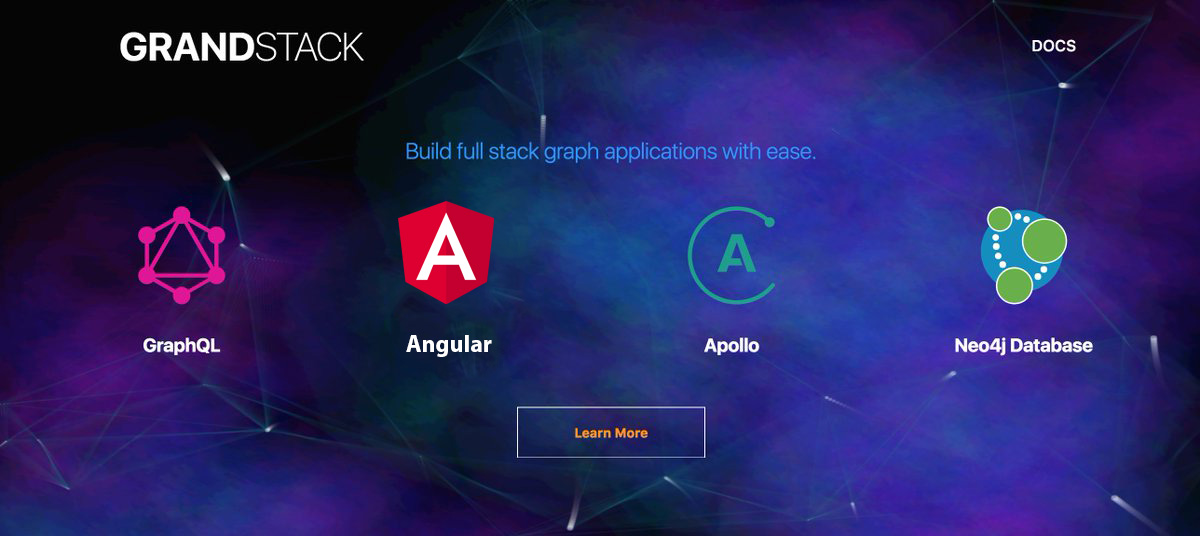 GRANDSTACK
DOCS
Build full stack graph applications with ease.
A
A
GraphQL
Angular
Apollo
Neo4j Database
Learn More